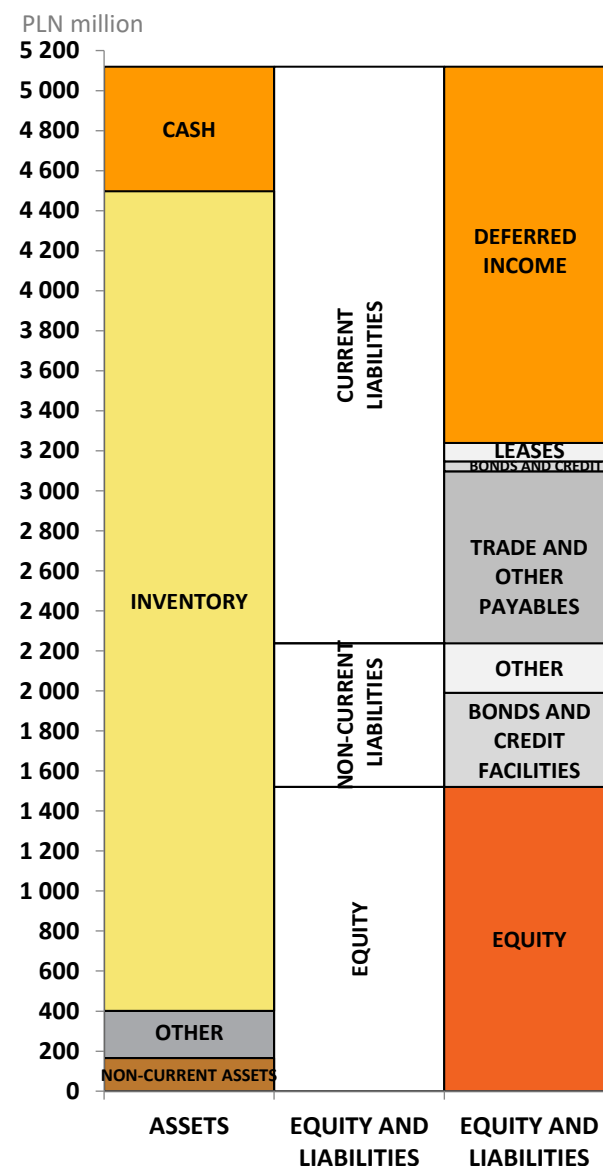 PLN million
5 200
5 000
4 800
4 600
4 400
4 200
4 000
3 800
3 600
3 400
3 200
3 000
2 800
2 600
2 400
2 200
2 000
1 800
1 600
1 400
1 200
1 000
800
600
400
200
0
CASH
INVENTORY
OTHER
NON-CURRENT ASSETS
CURRENT
LIABILITIES
NON-CURRENT
LIABILITIES
EQUITY
DEFERRED
INCOME
LEASES
BONDS AND CREDIT
TRADE AND
OTHER
PAYABLES
OTHER
BONDS AND
CREDIT
FACILITIES
EQUITY
ASSETS
EQUITY AND
LIABILITIES
EQUITY AND
LIABILITIES